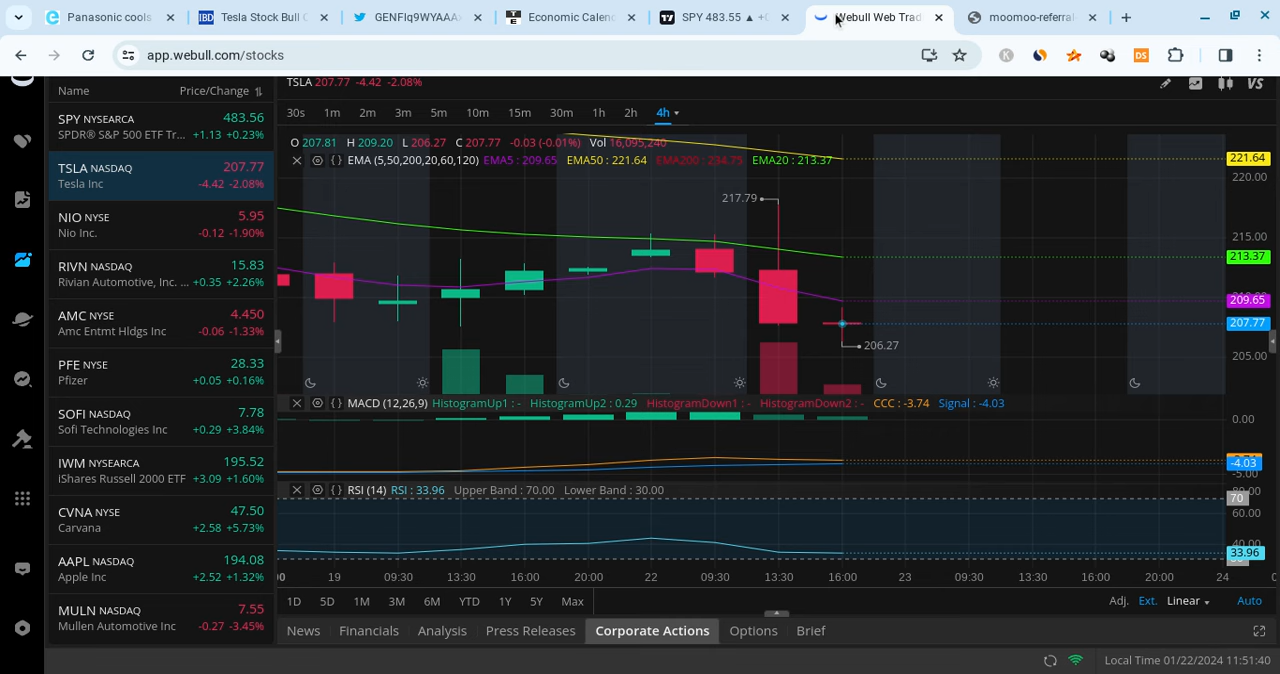 Panasonic cools
Tesla Stock Bull C
GENFIq9WYAAA
Economic Calenc
SPY 483.55 ▲ +0
Webull Web Trad
moomoo-referral
app.webull.com/stocks
Name Price/Change
SPY NYSEARCA 483.56
SPDR® S&P 500 ETF Tr... +1.13 +0.23%
TSLA NASDAQ 207.77
Tesla Inc -4.42 -2.08%
NIO NYSE 5.95
Nio Inc. -0.12 -1.90%
RIVN NASDAQ 15.83
Rivian Automotive, Inc. ... +0.35 +2.26%
AMC NYSE 4.450
Amc Entmt Hldgs Inc -0.06 -1.33%
PFE NYSE 28.33
Pfizer +0.05 +0.16%
SOFI NASDAQ 7.78
Sofi Technologies Inc +0.29 +3.84%
IWM NYSEARCA 195.52
iShares Russell 2000 ETF +3.09 +1.60%
CVNA NYSE 47.50
Carvana +2.58 +5.73%
AAPL NASDAQ 194.08
Apple Inc +2.52 +1.32%
MULN NASDAQ 7.55
Mullen Automotive Inc -0.27 -3.45%
TSLA 207.77 -4.42 -2.08%
VS
30s 1m 2m 3m 5m 10m 15m 30m 1h 2h 4h
O 207.81 H 209.20 L 206.27 C 207.77 -0.03 (-0.01%) Vol 16,095,240
EMA (5,50,200,20,60,120) EMA5 : 209.65 EMA50 : 221.64 EMA200 : 234.75 EMA20 : 213.37
221.64
220.00
217.79
215.00
213.37
209.65
207.77
206.27
205.00
MACD (12,26,9) HistogramUp1 : - HistogramUp2 : 0.29 HistogramDown1 : - HistogramDown2 : - CCC : -3.74 Signal : -4.03
0.00
-4.03
-5.00
RSI (14) RSI : 33.96 Upper Band : 70.00 Lower Band : 30.00
80.00
70
60.00
40.00
33.96
30
00 19 09:30 13:30 16:00 20:00 22 09:30 13:30 16:00 23 09:30 13:30 16:00 20:00 24
1D 5D 1M 3M 6M YTD 1Y 5Y Max Adj. Ext. Linear Auto
News Financials Analysis Press Releases Corporate Actions Options Brief
Local Time 01/22/2024 11:51:40